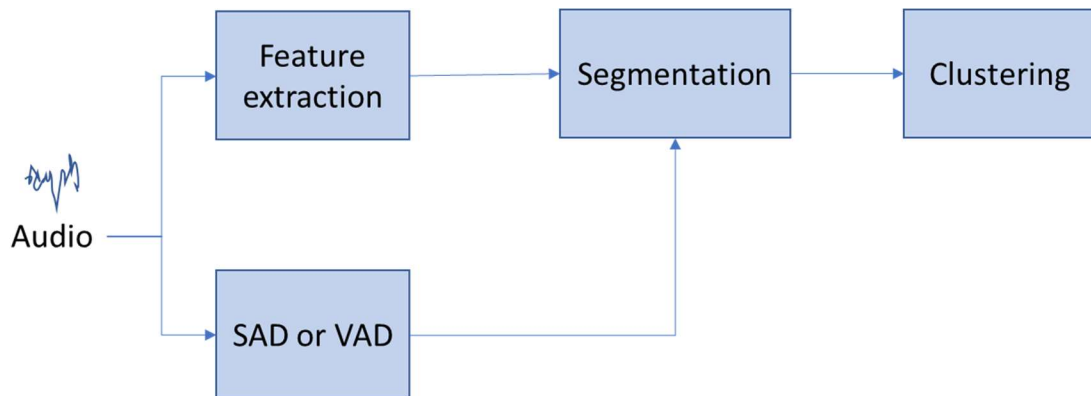 Feature
extraction
Segmentation
Clustering
Audio
SAD or VAD